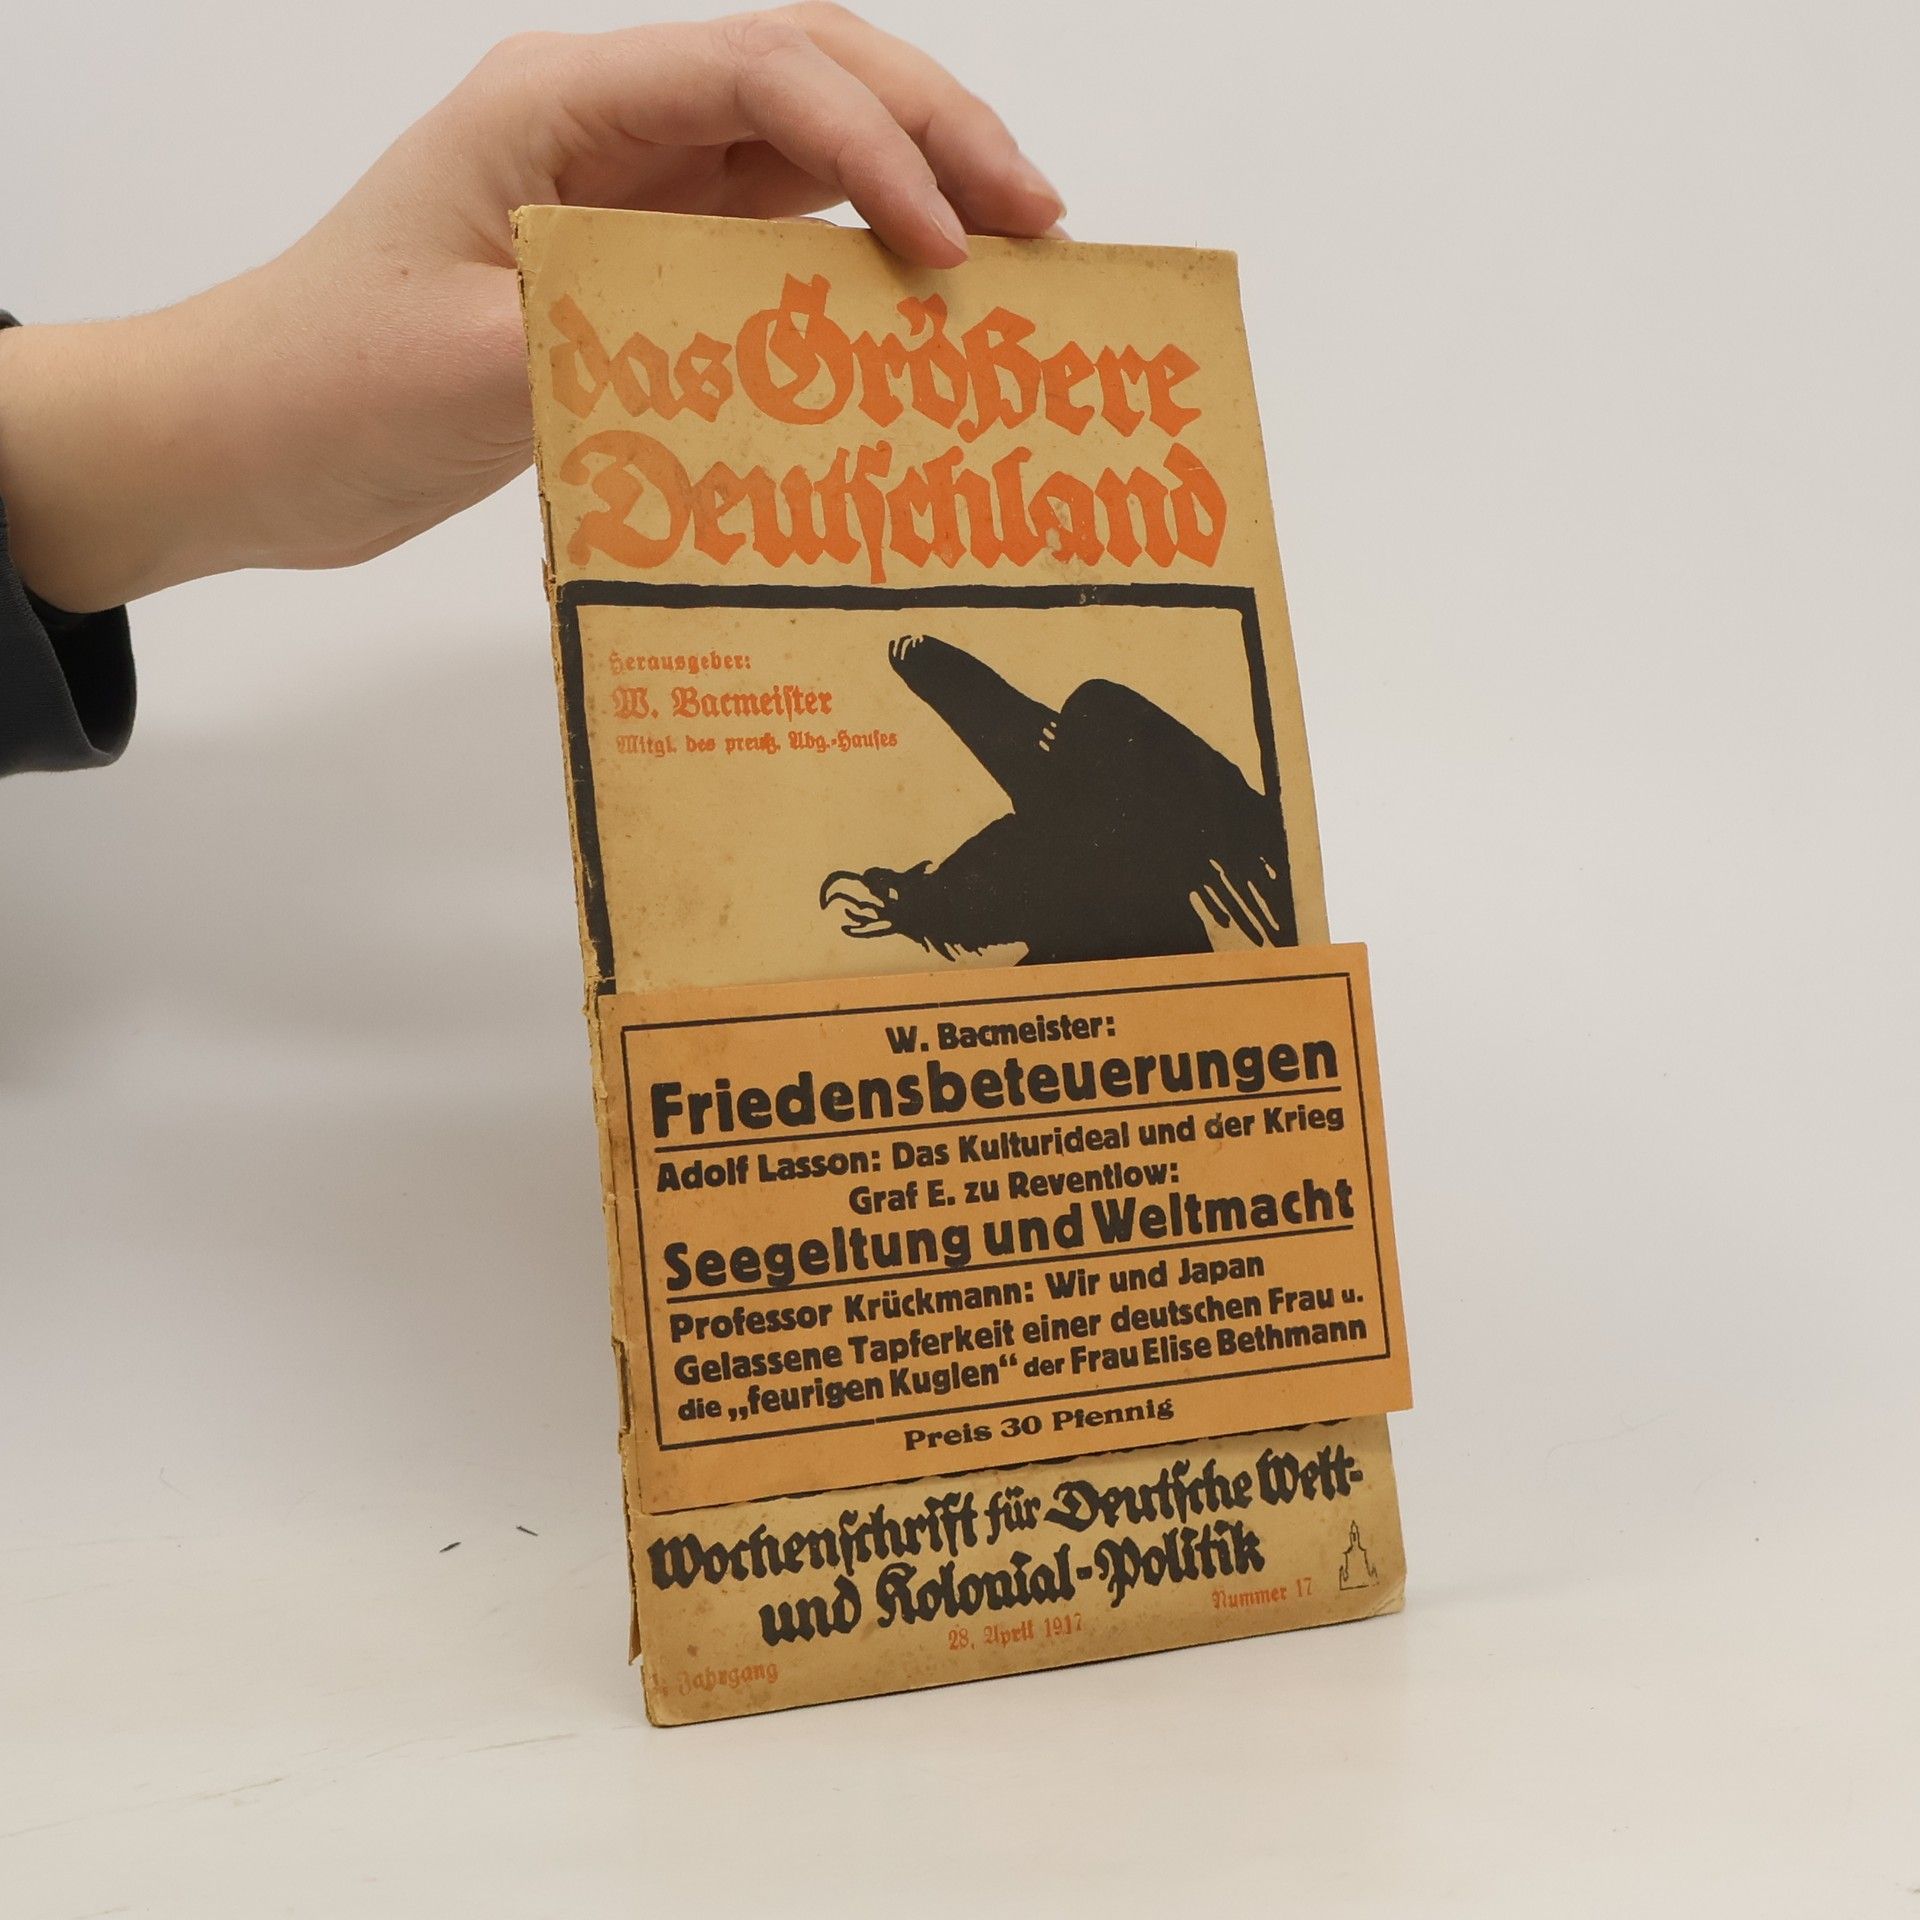 das Größere
Deutschland
Herausgeber:
W. Bacmeister
Mitgl. des preuß. Abg.-Hauses
W. Bacmeister:
Friedensbeteuerungen
Adolf Lasson: Das Kulturideal und der Krieg
Graf E. zu Reventlow:
Seegeltung und Weltmacht
Professor Krückmann: Wir und Japan
Gelassene Tapferkeit einer deutschen Frau u.
die „feurigen Kuglen“ der Frau Elise Bethmann
Preis 30 Pfennig
Wochenschrift für Deutsche Welt-
und Kolonial-Politik
Jahrgang 28. April 1917 Nummer 17